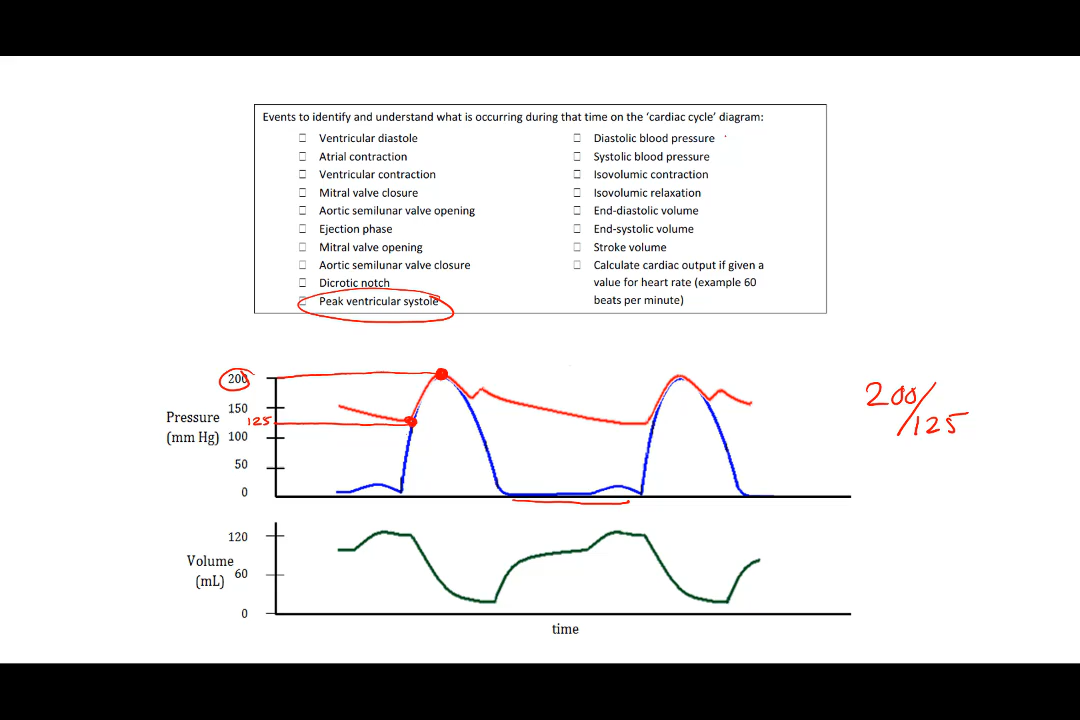 Events to identify and understand what is occurring during that time on the 'cardiac cycle' diagram:
Ventricular diastole
Atrial contraction
Ventricular contraction
Mitral valve closure
Aortic semilunar valve opening
Ejection phase
Mitral valve opening
Aortic semilunar valve closure
Dicrotic notch
Peak ventricular systole
Diastolic blood pressure
Systolic blood pressure
Isovolumic contraction
Isovolumic relaxation
End-diastolic volume
End-systolic volume
Stroke volume
Calculate cardiac output if given a
value for heart rate (example 60
beats per minute)
Pressure
(mm Hg)
200
150
125
100
50
0
200/125
Volume
(mL)
120
60
0
time